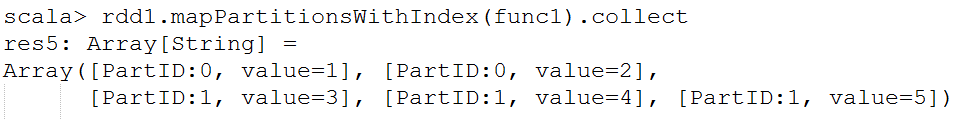 scala> rdd1.mapPartitionsWithIndex(func1).collect
res5: Array[String] =
Array([PartID:0, value=1], [PartID:0, value=2],
[PartID:1, value=3], [PartID:1, value=4], [PartID:1, value=5])